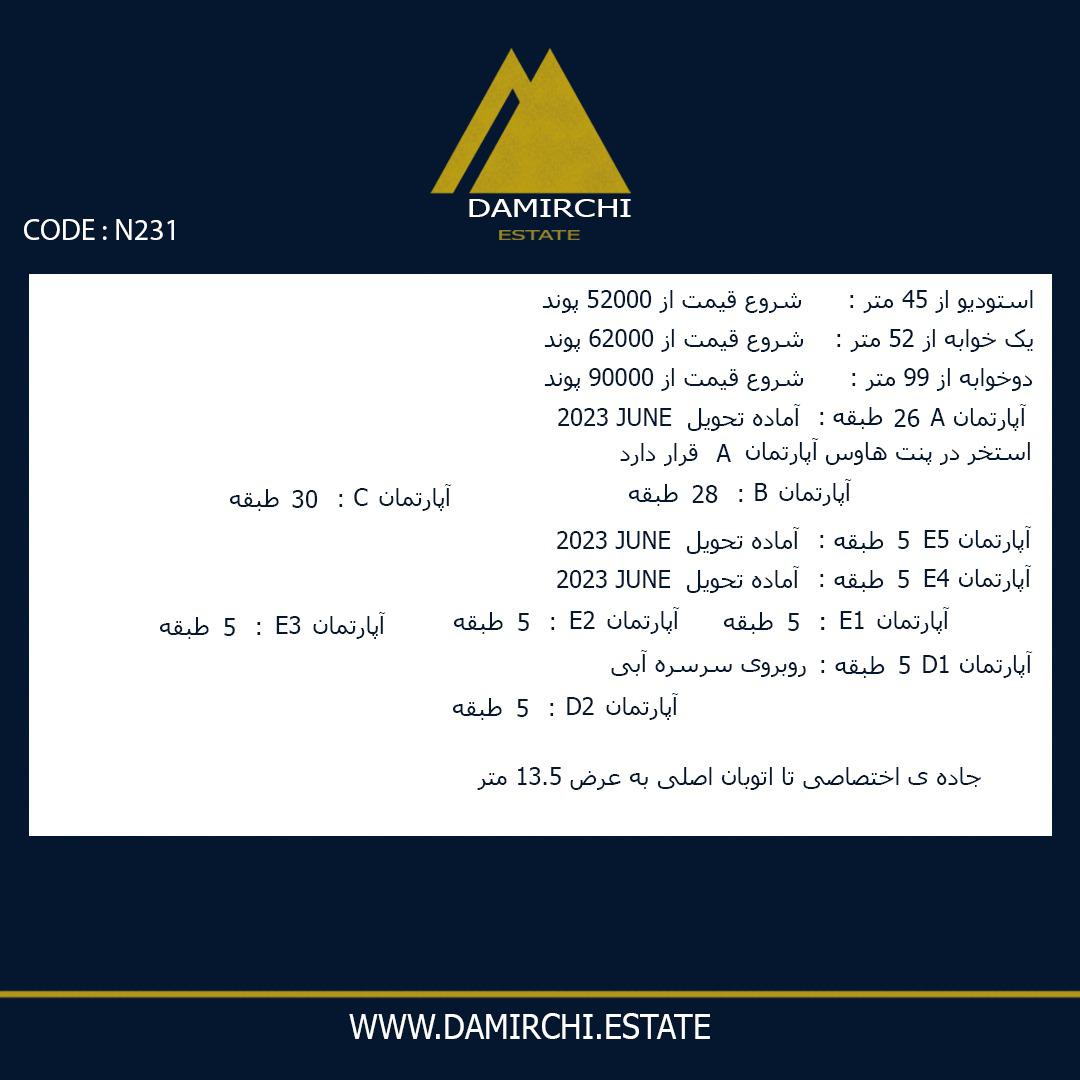 DAMIRCHI
ESTATE
CODE : N231
استودیو از 45 متر : شروع قیمت از 52000 پوند
یک خوابه از 52 متر : شروع قیمت از 62000 پوند
دوخوابه از 99 متر : شروع قیمت از 90000 پوند
آپارتمان A 26 طبقه : آماده تحویل 2023 JUNE
استخر در پنت هاوس آپارتمان A قرار دارد
آپارتمان B : 28 طبقه آپارتمان C : 30 طبقه
آپارتمان E5 5 طبقه : آماده تحویل 2023 JUNE
آپارتمان E4 5 طبقه : آماده تحویل 2023 JUNE
آپارتمان E1 : 5 طبقه آپارتمان E2 : 5 طبقه آپارتمان E3 : 5 طبقه
آپارتمان D1 5 طبقه : روبروی سرسره آبی
آپارتمان D2 : 5 طبقه
جاده ی اختصاصی تا اتوبان اصلی به عرض 13.5 متر
WWW.DAMIRCHI.ESTATE